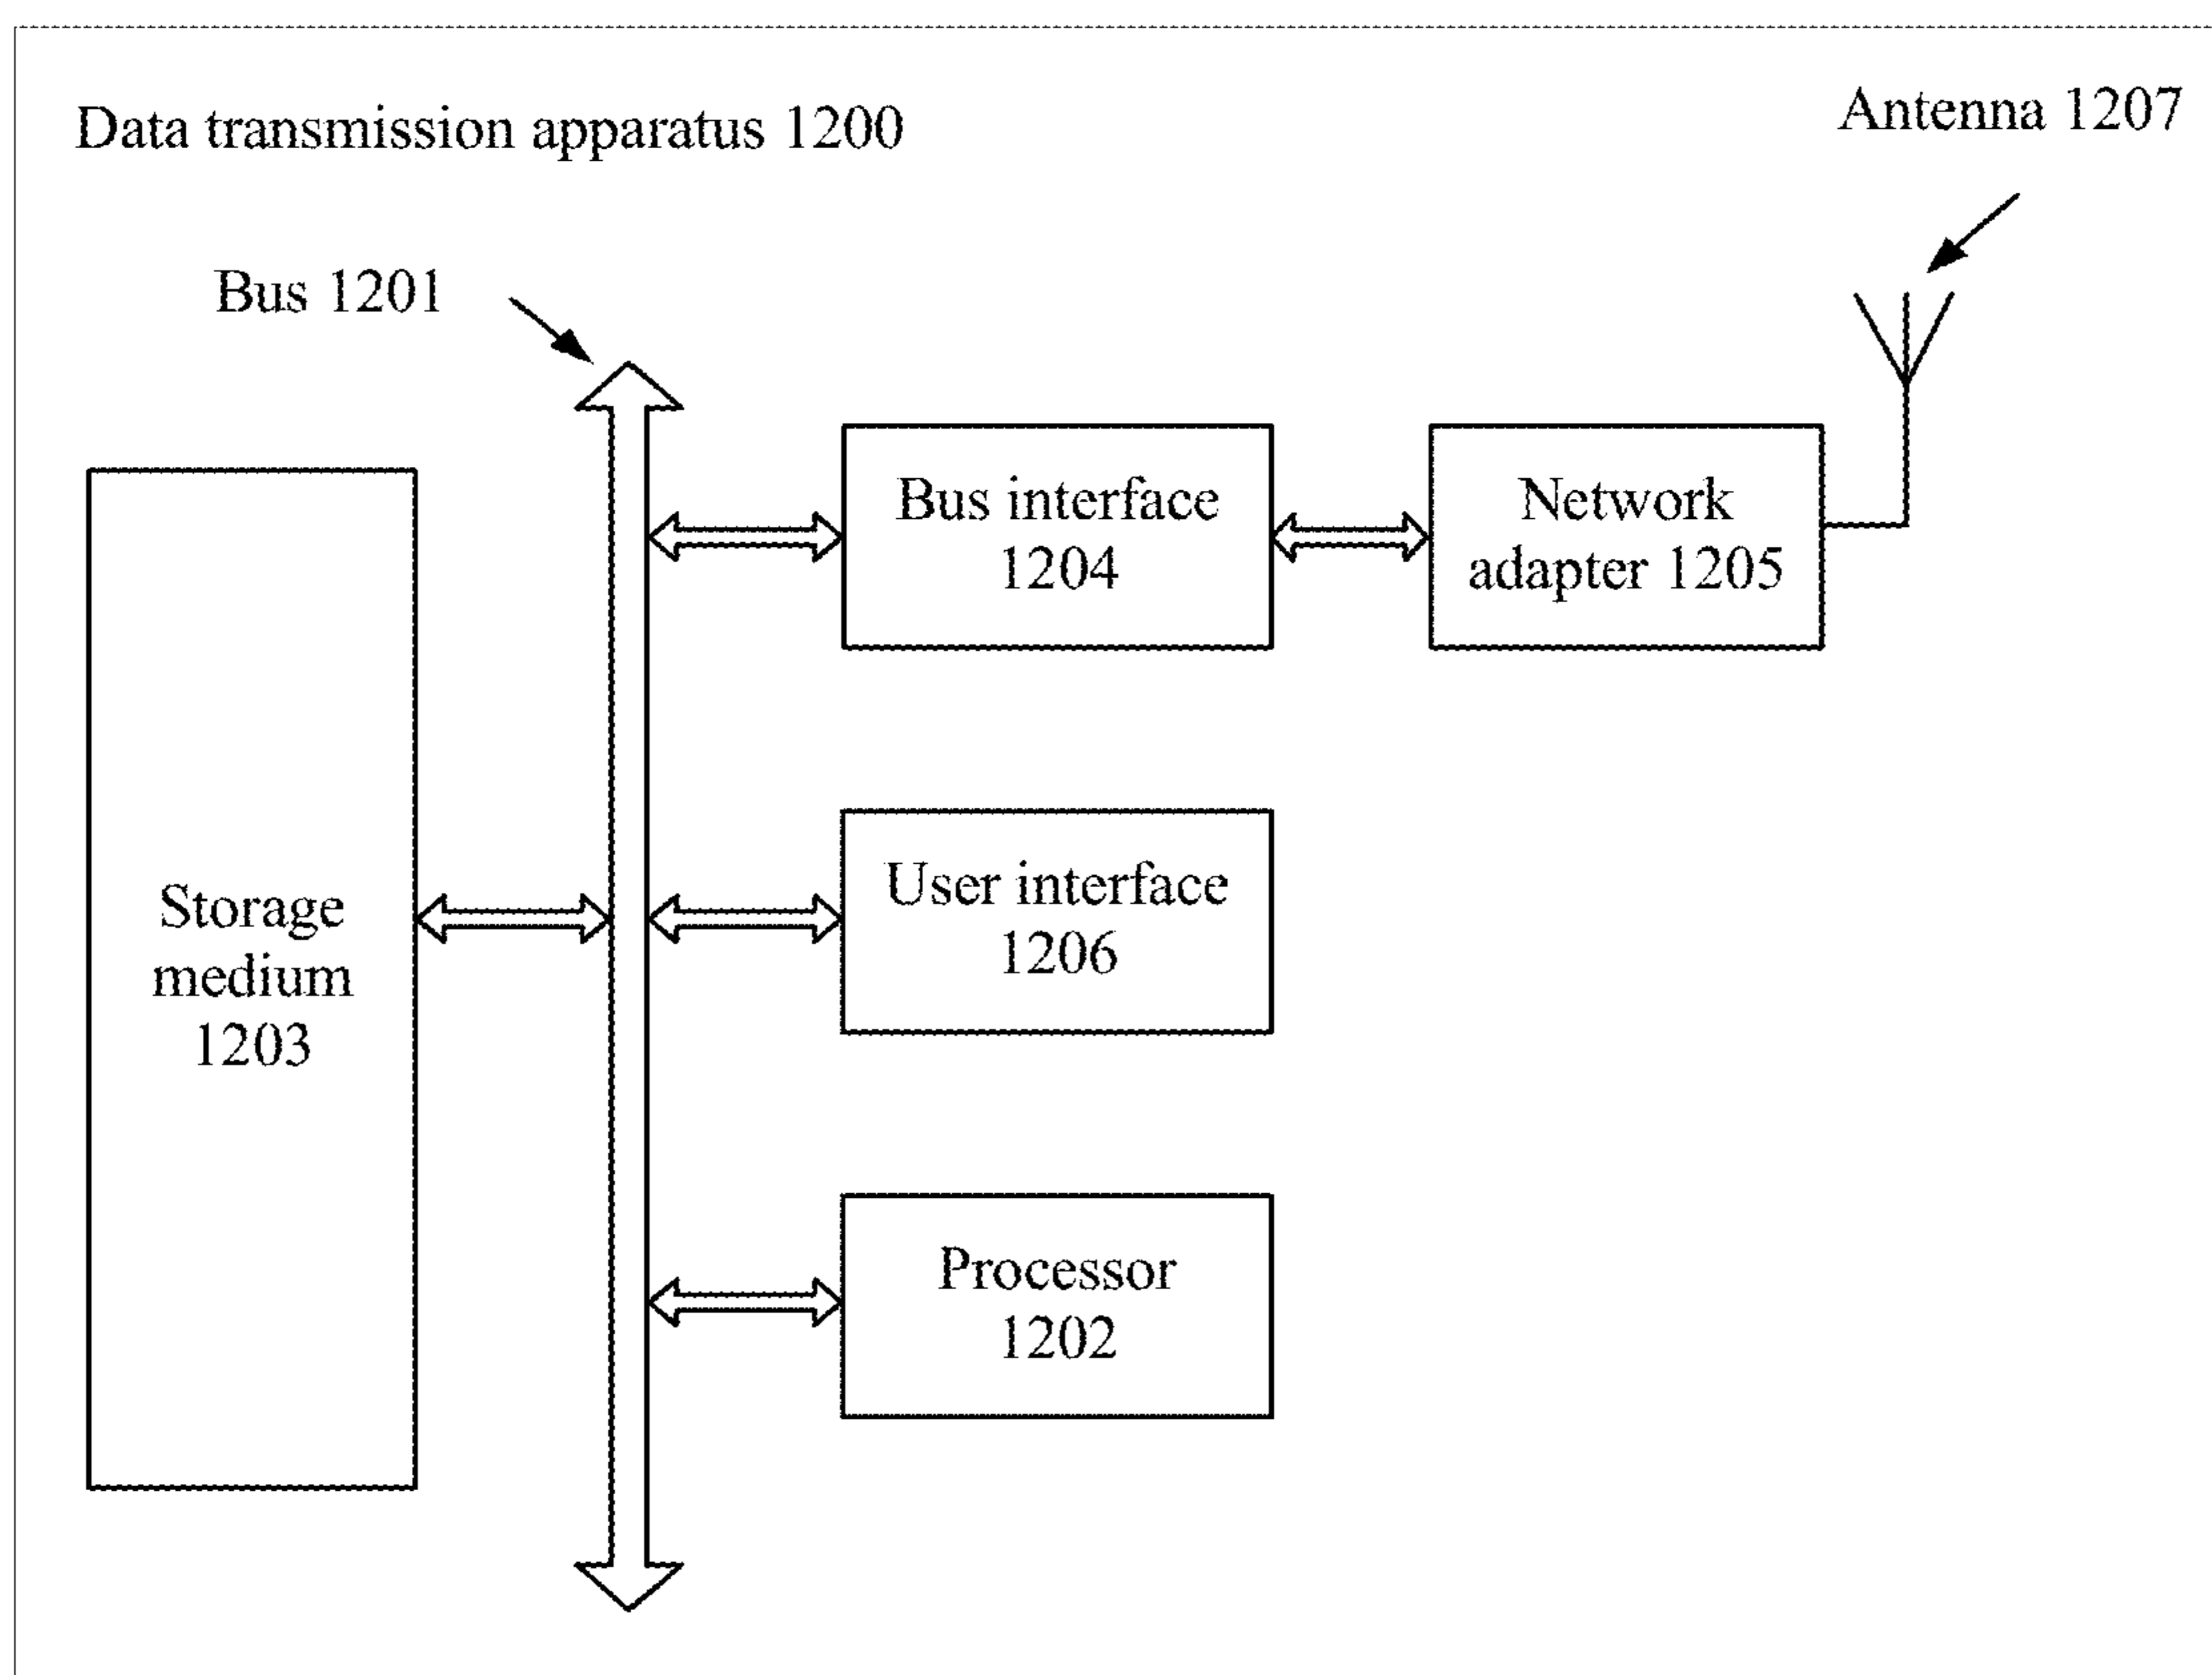 Data transmission apparatus 1200
Antenna 1207
Bus 1201
Bus interface
1204
Network
adapter 1205
Storage
medium
1203
User interface
1206
Processor
1202